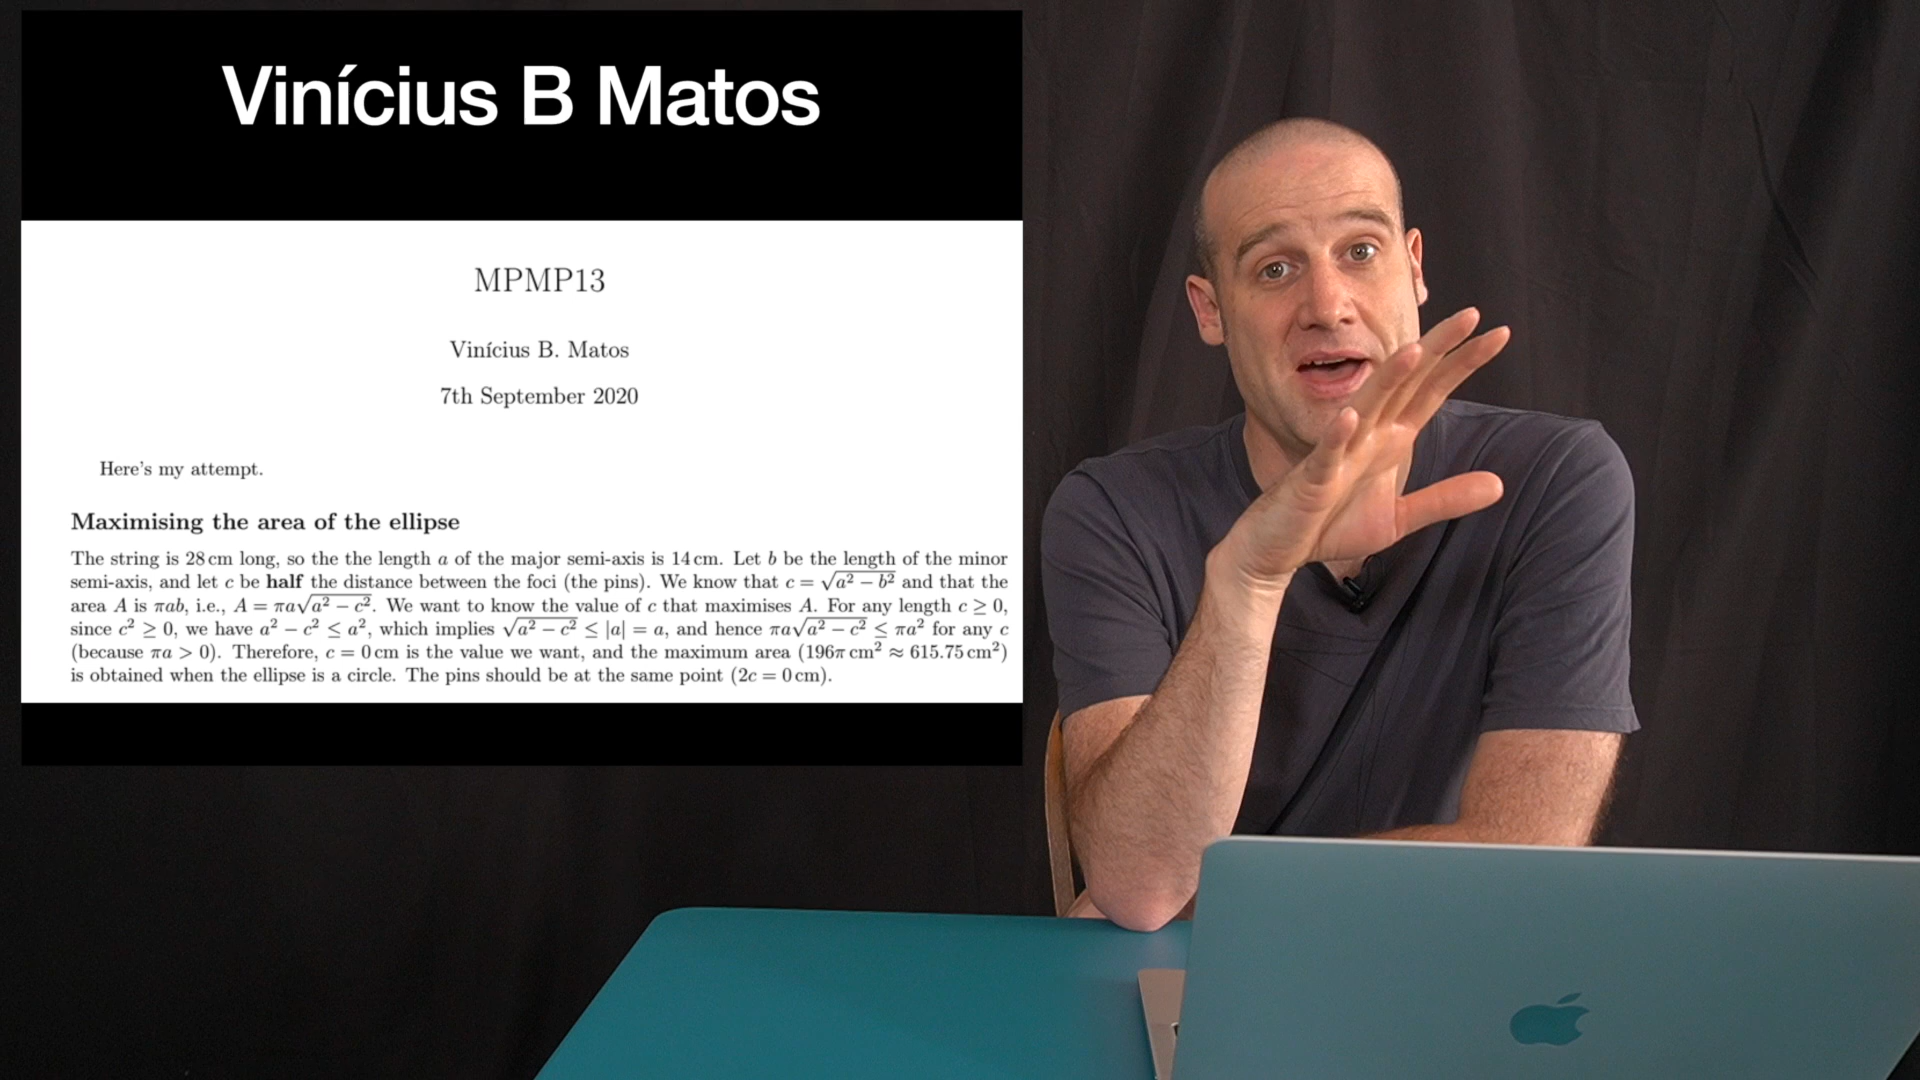 Vinícius B Matos
MPMP13
Vinícius B. Matos
7th September 2020
Here's my attempt.
Maximising the area of the ellipse
The string is 28 cm long, so the the length a of the major semi-axis is 14 cm. Let b be the length of the minor
semi-axis, and let c be half the distance between the foci (the pins). We know that c = √(a² − b²) and that the
area A is πab, i.e., A = πa√(a² − c²). We want to know the value of c that maximises A. For any length c ≥ 0,
since c² ≥ 0, we have a² − c² ≤ a², which implies √(a² − c²) ≤ |a| = a, and hence πa√(a² − c²) ≤ πa² for any c
(because πa > 0). Therefore, c = 0 cm is the value we want, and the maximum area (196π cm² ≈ 615.75 cm²)
is obtained when the ellipse is a circle. The pins should be at the same point (2c = 0 cm).